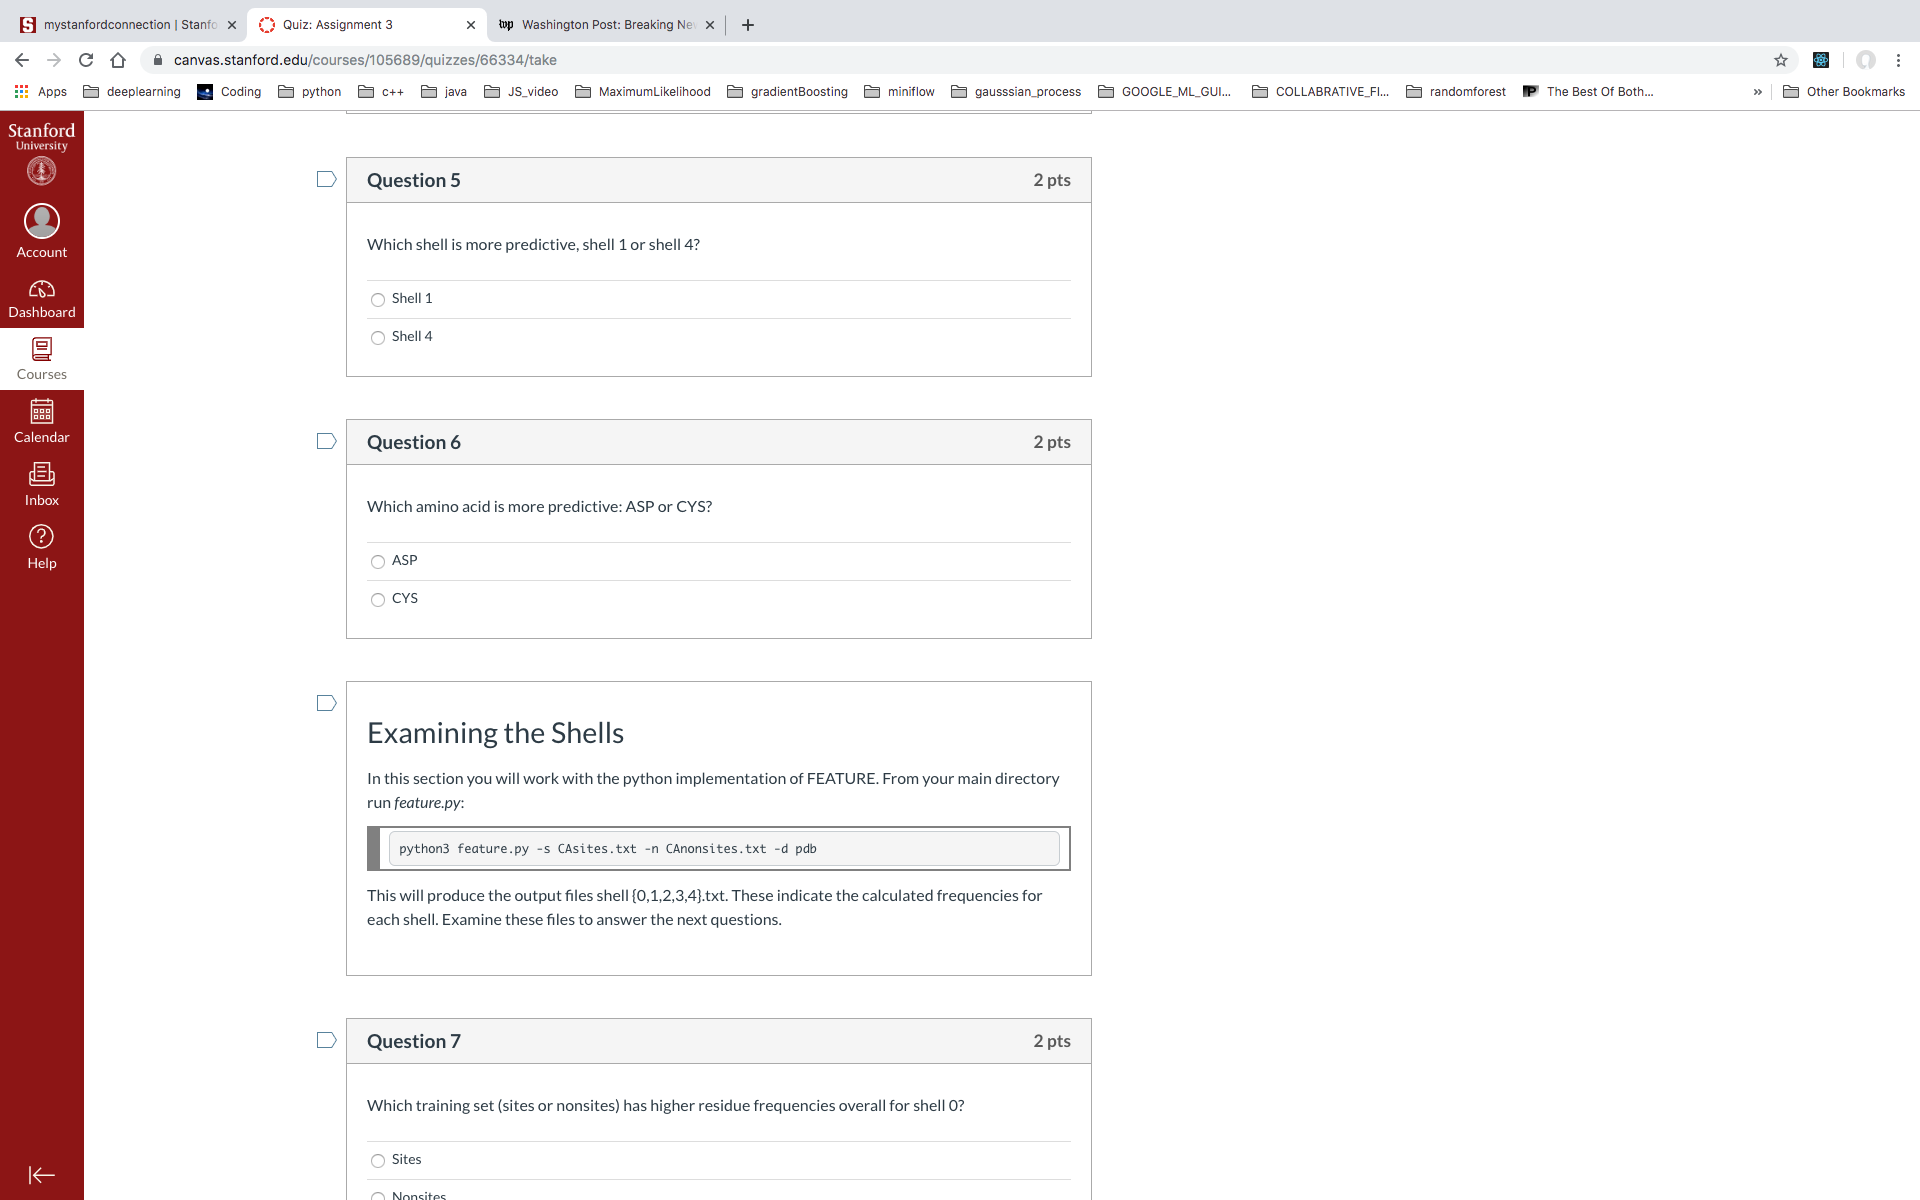 mystanfordconnection | Stanfo
Quiz: Assignment 3
wp Washington Post: Breaking Ne
canvas.stanford.edu/courses/105689/quizzes/66334/take
Apps deeplearning Coding python c++ java JS_video MaximumLikelihood gradientBoosting miniflow gausssian_process GOOGLE_ML_GUI... COLLABRATIVE_FI... randomforest The Best Of Both... » Other Bookmarks
Stanford
University
Account
Dashboard
Courses
Calendar
Inbox
Help
Question 5 2 pts
Which shell is more predictive, shell 1 or shell 4?
Shell 1
Shell 4
Question 6 2 pts
Which amino acid is more predictive: ASP or CYS?
ASP
CYS
Examining the Shells
In this section you will work with the python implementation of FEATURE. From your main directory
run feature.py:
python3 feature.py -s CAsites.txt -n CAnonsites.txt -d pdb
This will produce the output files shell{0,1,2,3,4}.txt. These indicate the calculated frequencies for
each shell. Examine these files to answer the next questions.
Question 7 2 pts
Which training set (sites or nonsites) has higher residue frequencies overall for shell 0?
Sites
Nonsites